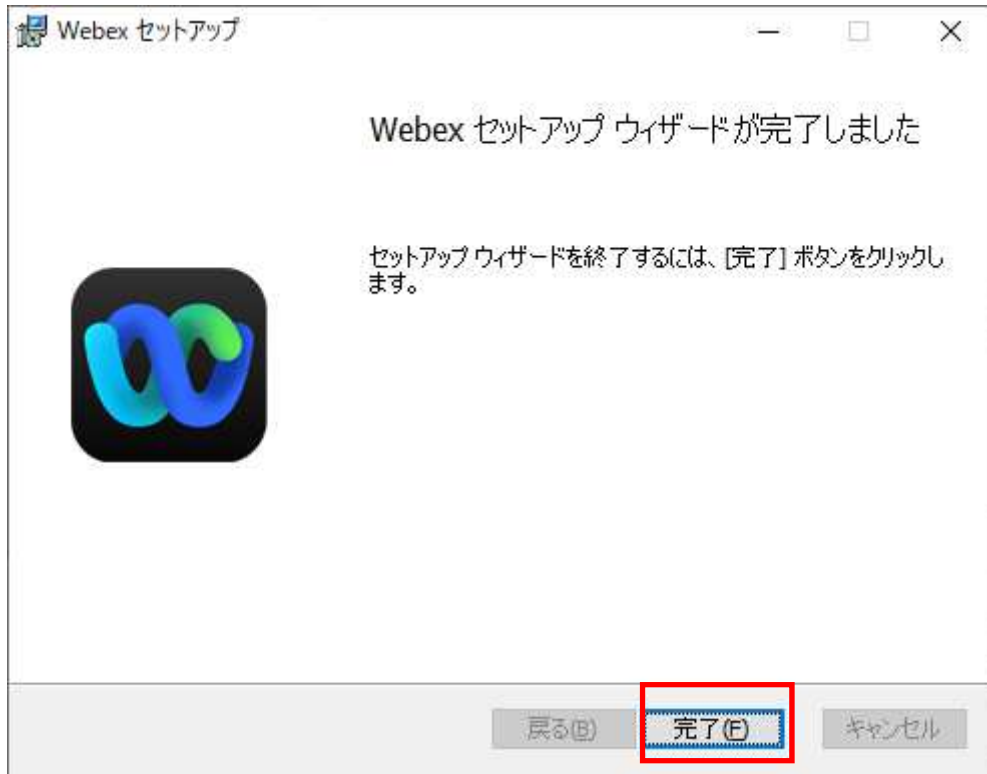 Webex セットアップ
Webex セットアップ ウィザードが完了しました
セットアップ ウィザードを終了するには、[完了] ボタンをクリックし
ます。
戻る(B) 完了(F) キャンセル